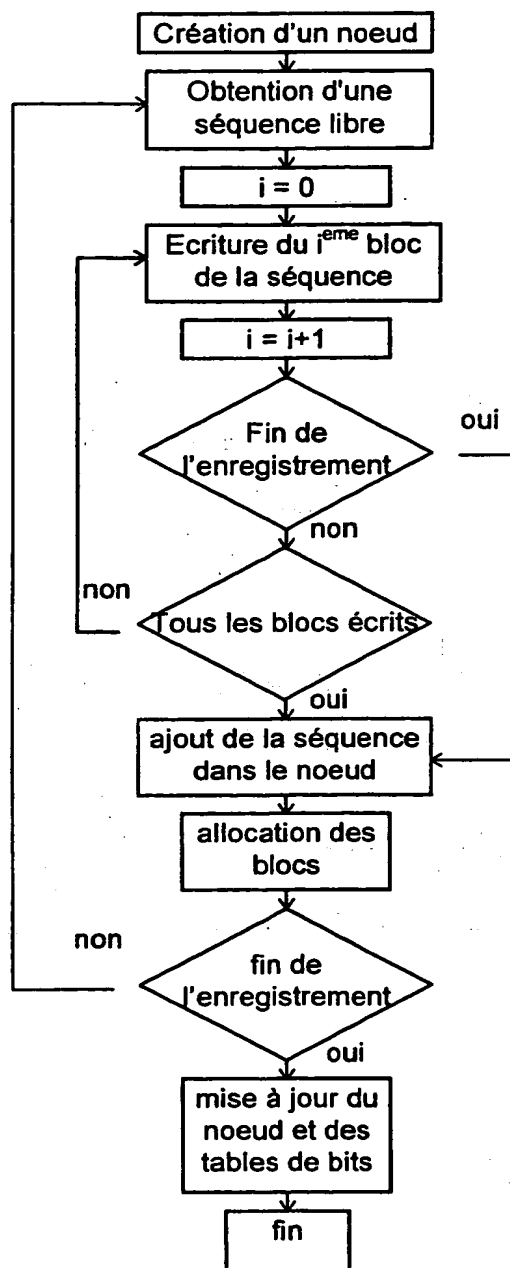 Création d'un noeud
Obtention d'une
séquence libre
i = 0
Ecriture du i^eme bloc
de la séquence
i = i+1
Fin de
l'enregistrement
oui
non
non
Tous les blocs écrits
oui
ajout de la séquence
dans le noeud
allocation des
blocs
non
fin de
l'enregistrement
oui
mise à jour du
noeud et des
tables de bits
fin